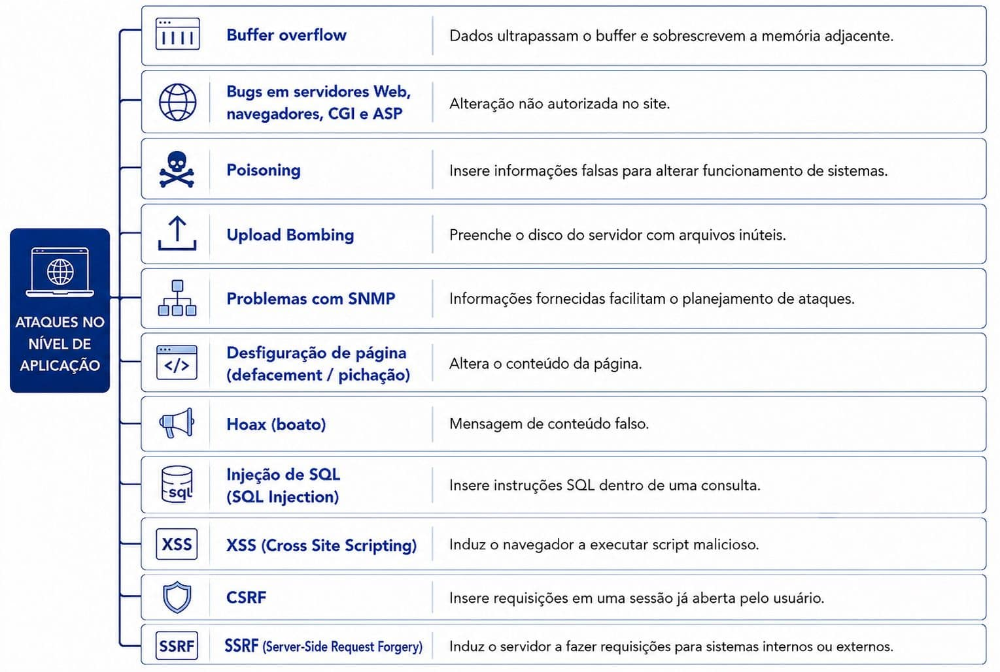 ATAQUES NO
NÍVEL DE
APLICAÇÃO
Buffer overflow
Dados ultrapassam o buffer e sobrescrevem a memória adjacente.
Bugs em servidores Web,
navegadores, CGI e ASP
Alteração não autorizada no site.
Poisoning
Insere informações falsas para alterar funcionamento de sistemas.
Upload Bombing
Preenche o disco do servidor com arquivos inúteis.
Problemas com SNMP
Informações fornecidas facilitam o planejamento de ataques.
</>
Desfiguração de página
(defacement / pichação)
Altera o conteúdo da página.
Hoax (boato)
Mensagem de conteúdo falso.
sql
Injeção de SQL
(SQL Injection)
Insere instruções SQL dentro de uma consulta.
XSS
XSS (Cross Site Scripting)
Induz o navegador a executar script malicioso.
CSRF
Insere requisições em uma sessão já aberta pelo usuário.
SSRF
SSRF (Server-Side Request Forgery)
Induz o servidor a fazer requisições para sistemas internos ou externos.